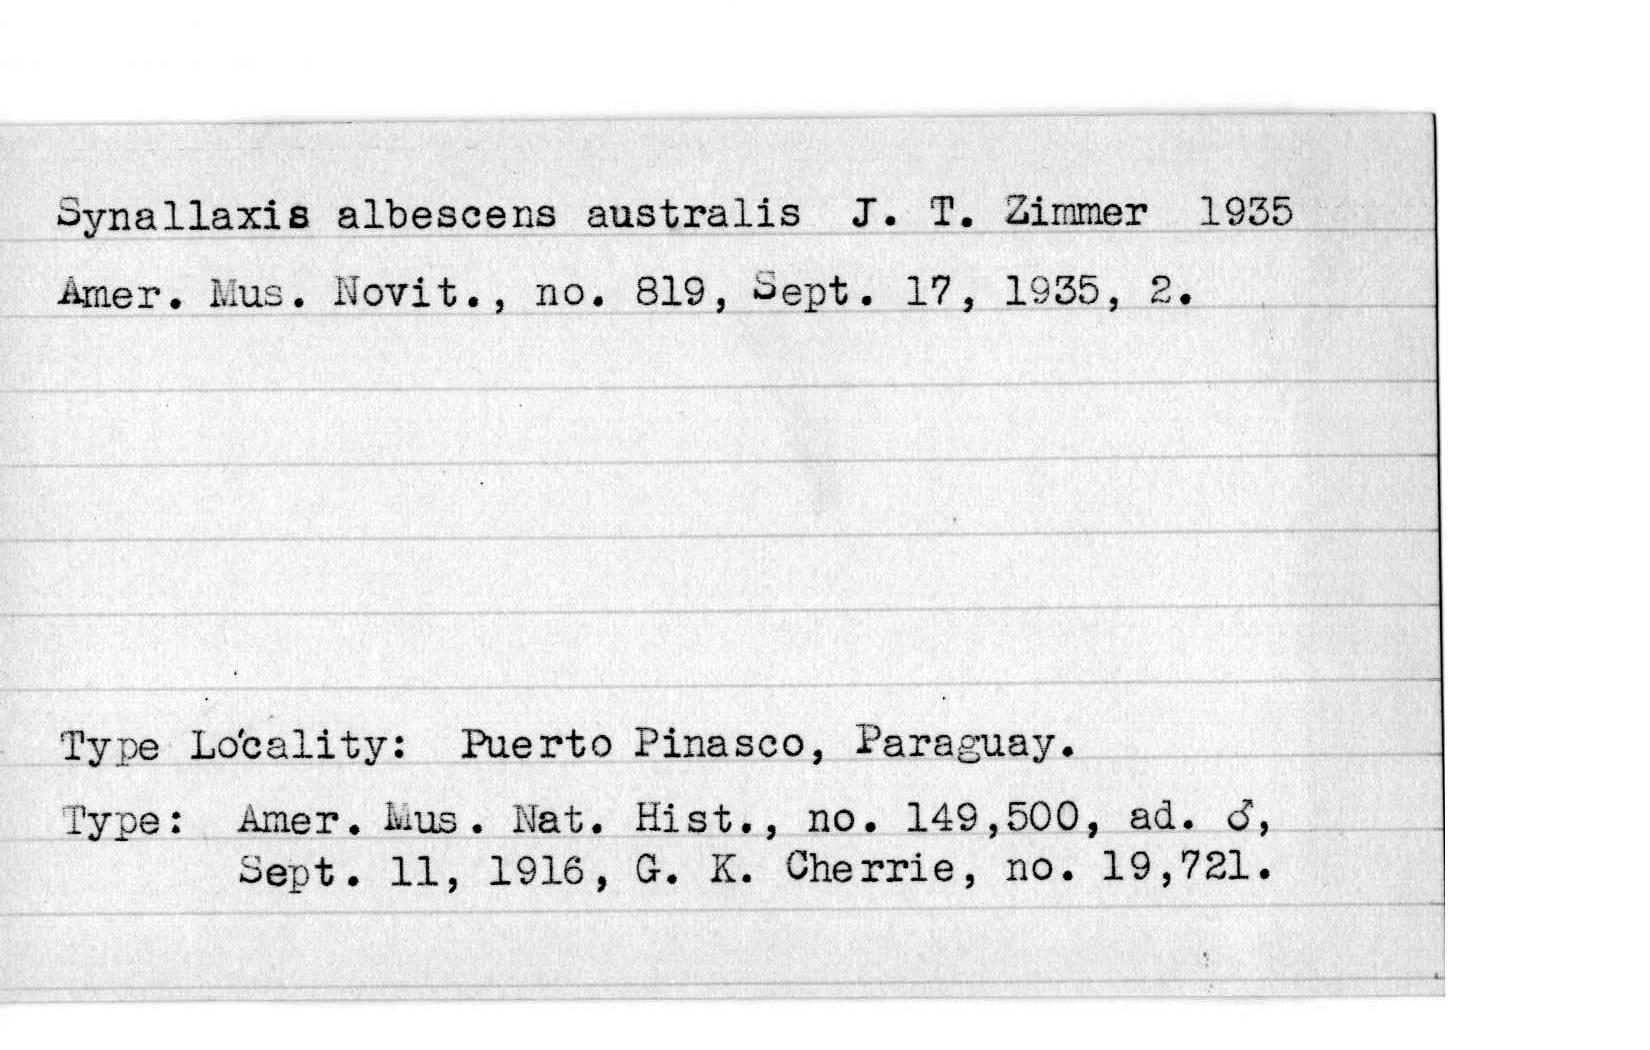 Synallaxis albescens australis J. T. Zimmer 1935
Amer. Mus. Novit., no. 819, Sept. 17, 1935, 2.
Type Locality: Puerto Pinasco, Paraguay.
Type: Amer. Mus. Nat. Hist., no. 149,500, ad. ♂,
Sept. 11, 1916, G. K. Cherrie, no. 19,721.